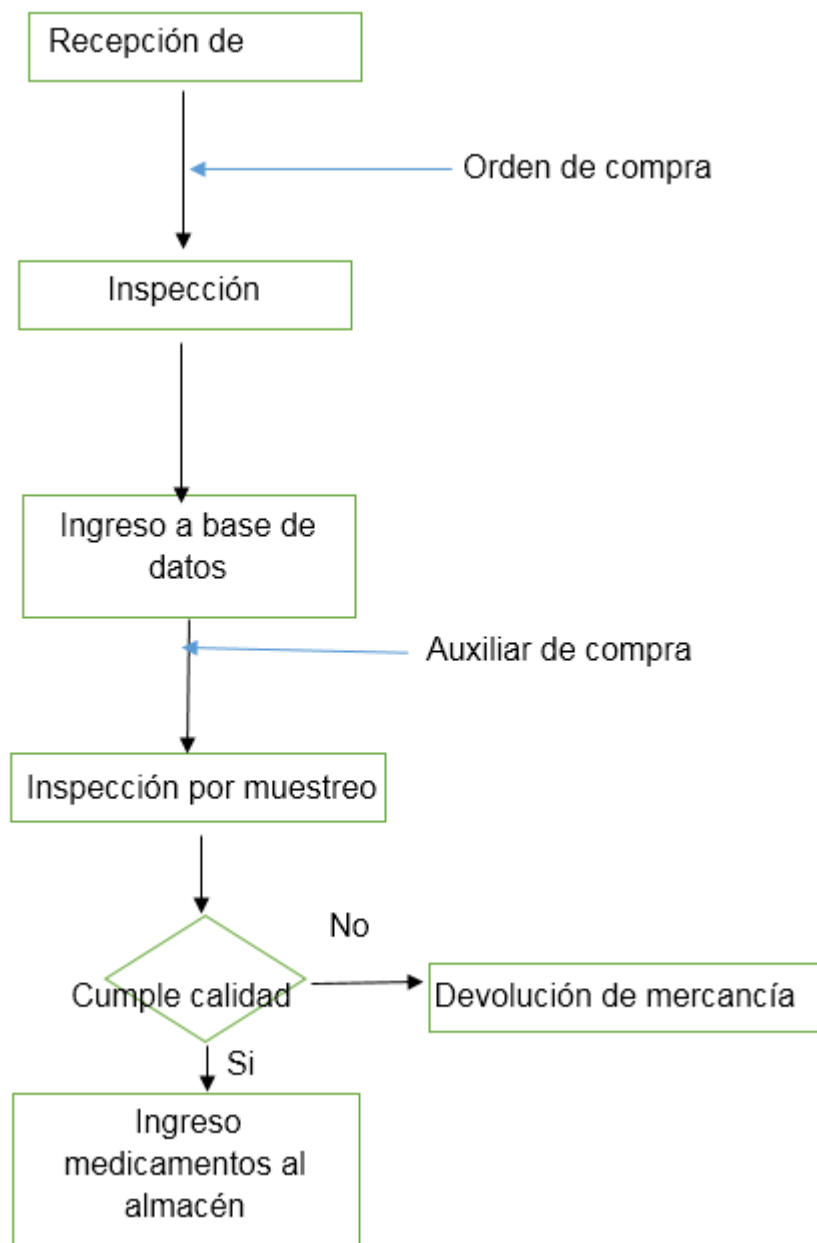 Recepción de
Orden de compra
Inspección
Ingreso a base de
datos
Auxiliar de compra
Inspección por muestreo
No
Cumple calidad
Devolución de mercancía
Si
Ingreso
medicamentos al
almacén